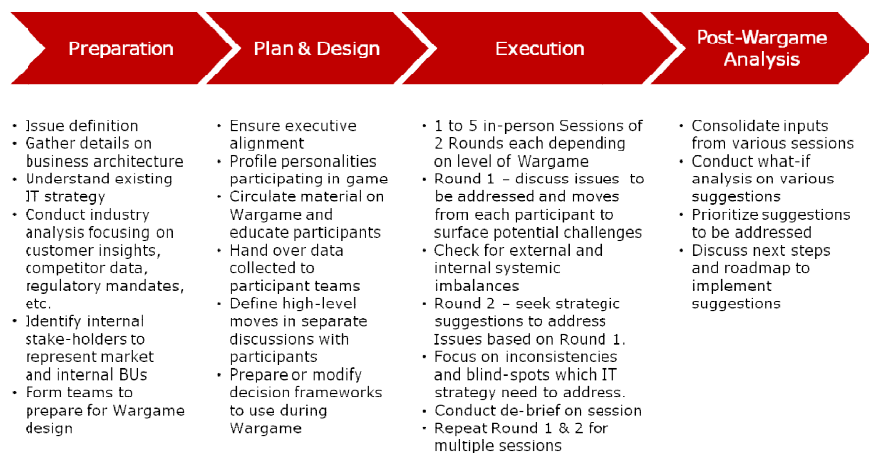 Preparation
Plan & Design
Execution
Post-Wargame
Analysis
• Issue definition
• Gather details on
business architecture
• Understand existing
IT strategy
• Conduct industry
analysis focusing on
customer insights,
competitor data,
regulatory mandates,
etc.
• Identify internal
stake-holders to
represent market
and internal BUs
• Form teams to
prepare for Wargame
design
• Ensure executive
alignment
• Profile personalities
participating in game
• Circulate material on
Wargame and
educate participants
• Hand over data
collected to
participant teams
• Define high-level
moves in separate
discussions with
participants
• Prepare or modify
decision frameworks
to use during
Wargame
• 1 to 5 in-person Sessions of
2 Rounds each depending
on level of Wargame
• Round 1 – discuss issues to
be addressed and moves
from each participant to
surface potential challenges
• Check for external and
internal systemic
imbalances
• Round 2 – seek strategic
suggestions to address
Issues based on Round 1.
• Focus on inconsistencies
and blind-spots which IT
strategy need to address.
• Conduct de-brief on session
• Repeat Round 1 & 2 for
multiple sessions
• Consolidate inputs
from various sessions
• Conduct what-if
analysis on various
suggestions
• Prioritize suggestions
to be addressed
• Discuss next steps
and roadmap to
implement
suggestions